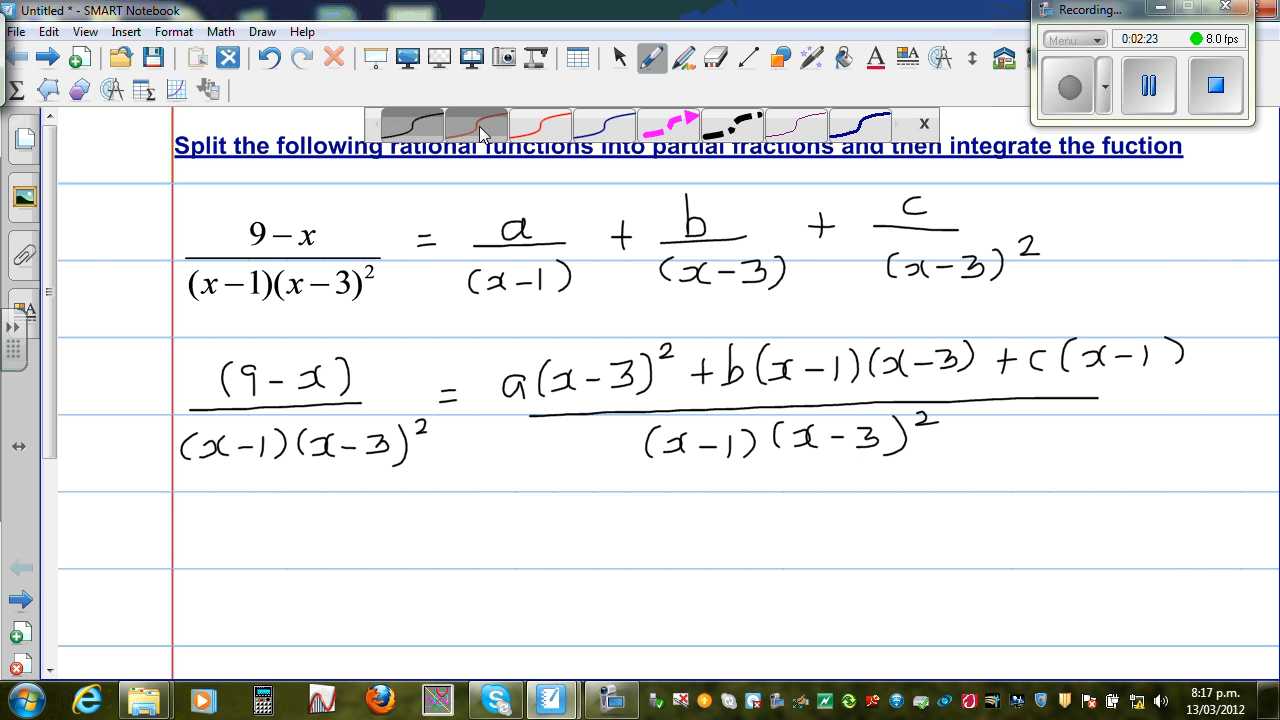 Untitled * - SMART Notebook
Recording...
File Edit View Insert Format Math Draw Help
Menu 0:02:23 8.0 fps
Split the following rational functions into partial fractions and then integrate the fuction
9 − x / (x − 1)(x − 3)² = a / (x − 1) + b / (x − 3) + c / (x − 3)²
(9 − x) / (x − 1)(x − 3)² = a(x − 3)² + b(x − 1)(x − 3) + c(x − 1) / (x − 1)(x − 3)²
8:17 p.m.
13/03/2012